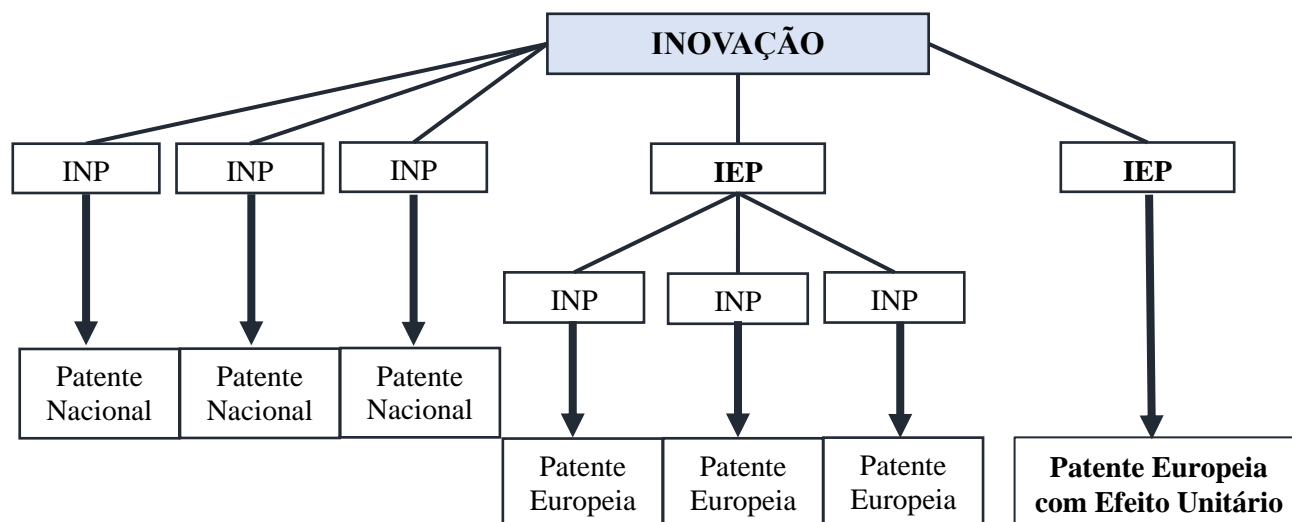 INOVAÇÃO
INP
INP
INP
IEP
IEP
INP
INP
INP
Patente
Nacional
Patente
Nacional
Patente
Nacional
Patente
Europeia
Patente
Europeia
Patente
Europeia
Patente Europeia
com Efeito Unitário